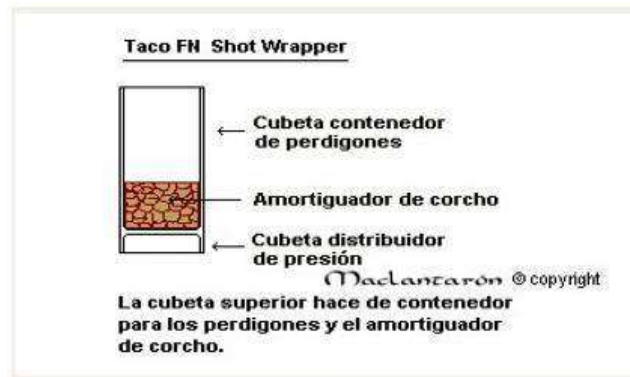 Taco FN Shot Wrapper
Cubeta contenedor
de perdigones
Amortiguador de corcho
Cubeta distribuidor
de presión
Maclantarón © copyright
La cubeta superior hace de contenedor
para los perdigones y el amortiguador
de corcho.